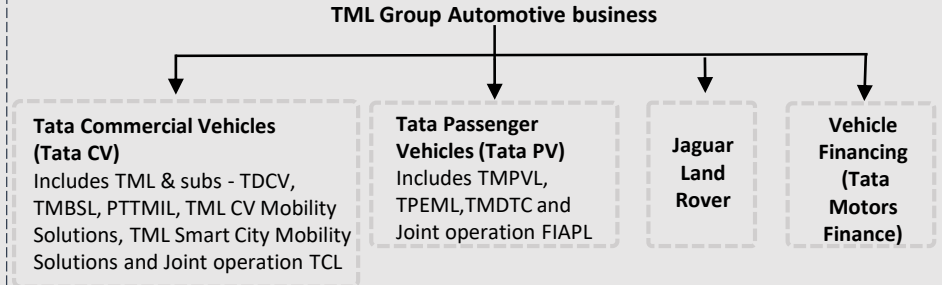 TML Group Automotive business
Tata Commercial Vehicles
(Tata CV)
Includes TML & subs - TDCV,
TMBSL, PTTMIL, TML CV Mobility
Solutions, TML Smart City Mobility
Solutions and Joint operation TCL
Tata Passenger
Vehicles (Tata PV)
Includes TMPVL,
TPEML,TMDTC and
Joint operation FIAPL
Jaguar
Land
Rover
Vehicle
Financing
(Tata
Motors
Finance)